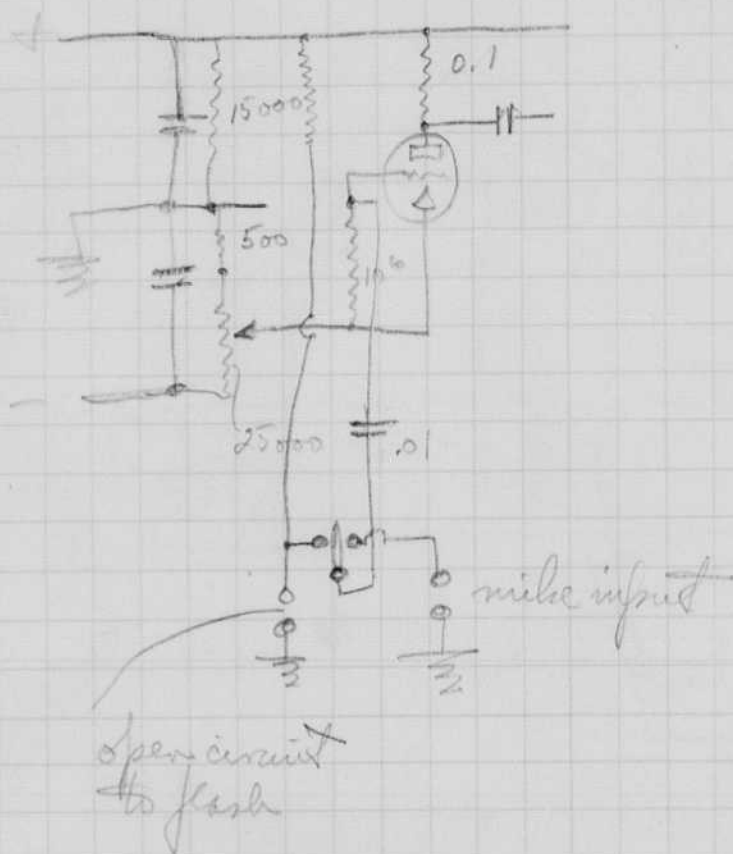 +
0.1
15000
500
10⁶
-
25000
.01
mike input
open circuit
to flash